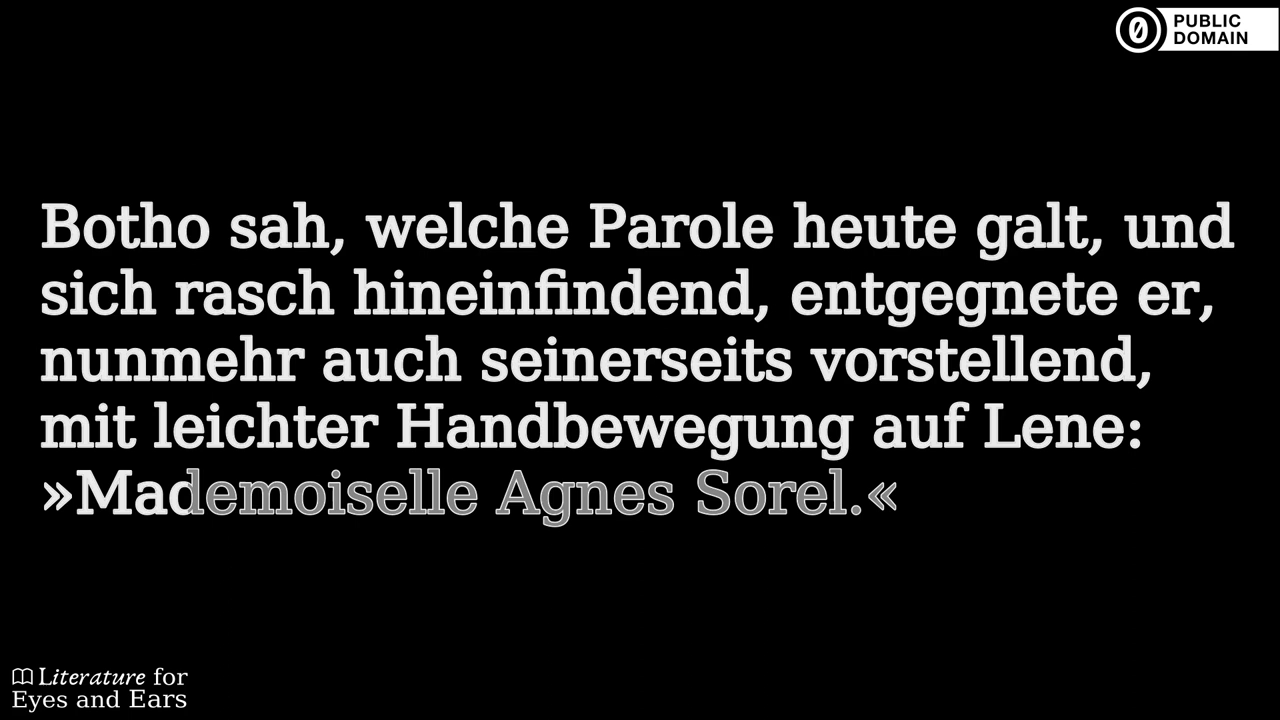 PUBLIC
DOMAIN
Botho sah, welche Parole heute galt, und
sich rasch hineinfindend, entgegnete er,
nunmehr auch seinerseits vorstellend,
mit leichter Handbewegung auf Lene:
»Mademoiselle Agnes Sorel.«
Literature for
Eyes and Ears